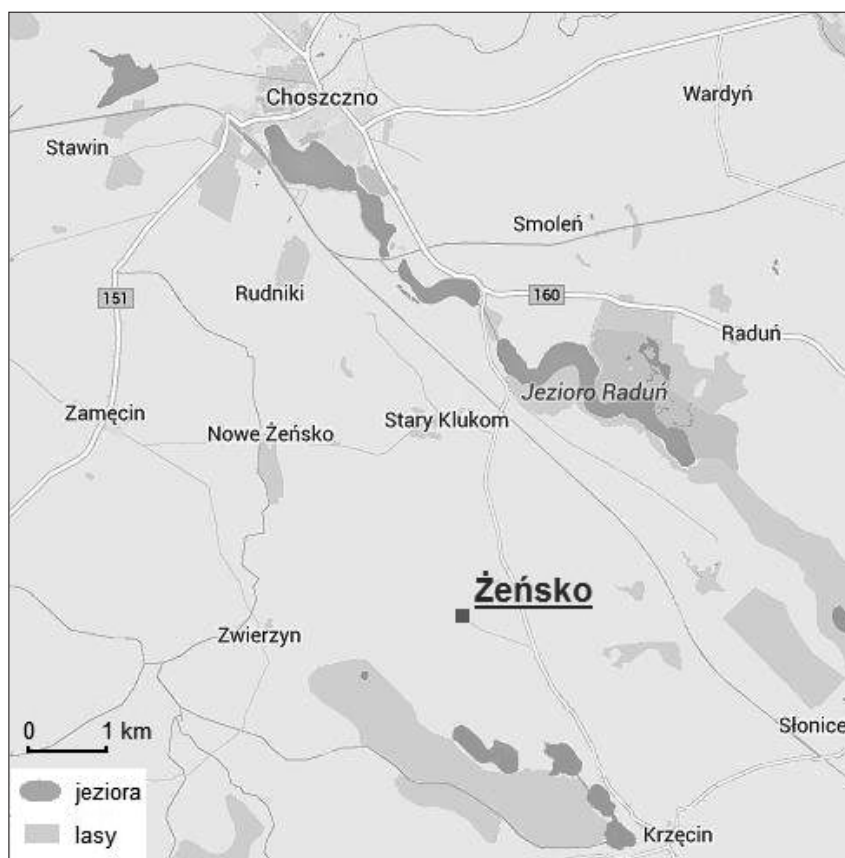 Choszczno
Wardyń
Stawin
Smoleń
Rudniki
151
160
Raduń
Jezioro Raduń
Zamęcin
Stary Klukom
Nowe Żeńsko
Żeńsko
Zwierzyn
0 1 km
Słonice
jeziora
lasy
Krzęcin